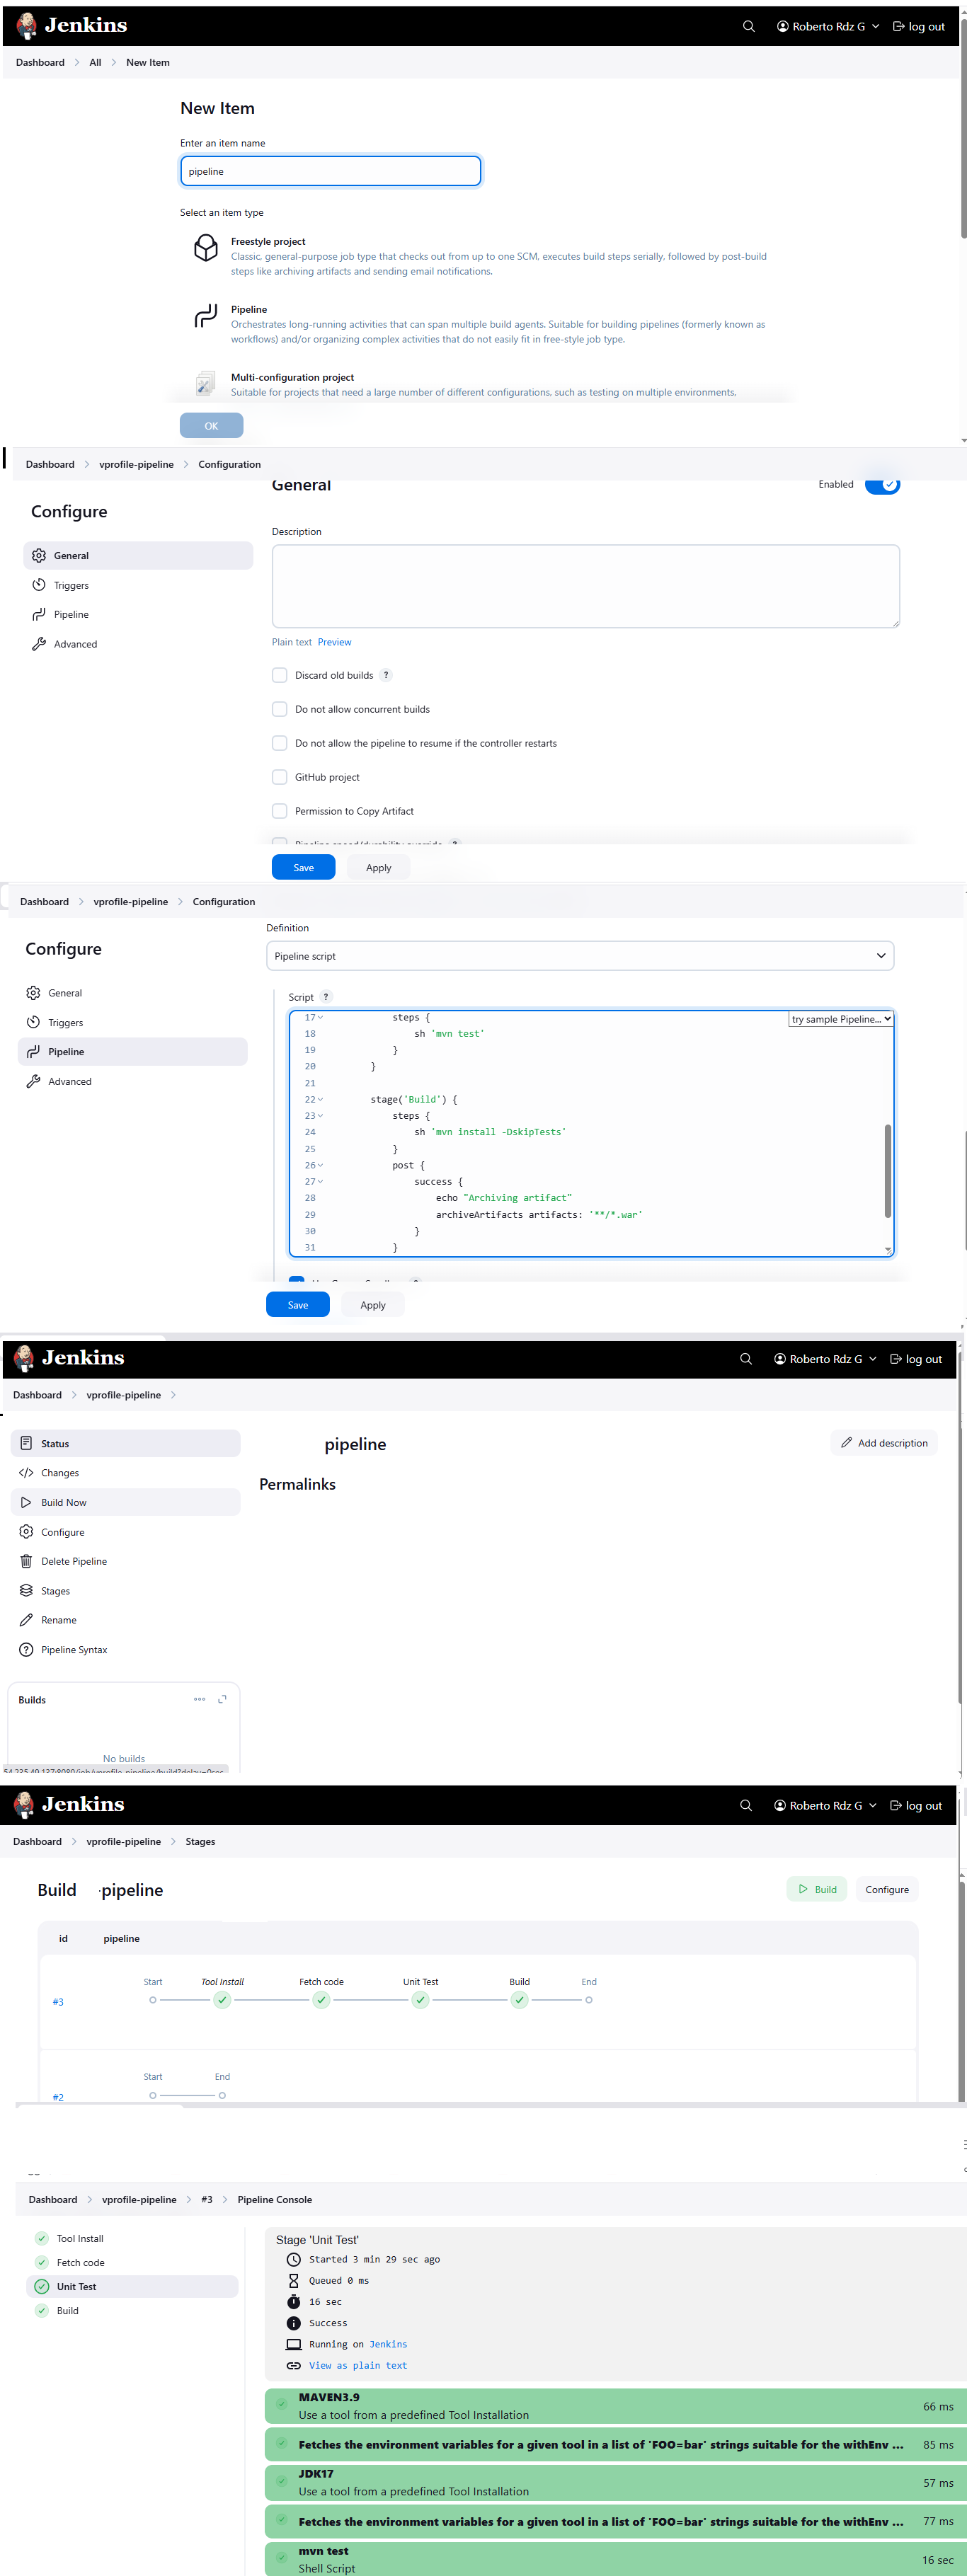 Jenkins
Roberto Rdz G
log out
Dashboard > All > New Item
New Item
Enter an item name
pipeline
Select an item type
Freestyle project
Classic, general-purpose job type that checks out from up to one SCM, executes build steps serially, followed by post-build
steps like archiving artifacts and sending email notifications.
Pipeline
Orchestrates long-running activities that can span multiple build agents. Suitable for building pipelines (formerly known as
workflows) and/or organizing complex activities that do not easily fit in free-style job type.
Multi-configuration project
Suitable for projects that need a large number of different configurations, such as testing on multiple environments,
OK
Dashboard > vprofile-pipeline > Configuration
Configure
General
Triggers
Pipeline
Advanced
General
Enabled
Description
Plain text Preview
Discard old builds ?
Do not allow concurrent builds
Do not allow the pipeline to resume if the controller restarts
GitHub project
Permission to Copy Artifact
Pipeline speed/durability override ?
Save
Apply
Dashboard > vprofile-pipeline > Configuration
Configure
General
Triggers
Pipeline
Advanced
Definition
Pipeline script
Script ?
try sample Pipeline...
17 steps {
18 sh 'mvn test'
19 }
20 }
21
22 stage('Build') {
23 steps {
24 sh 'mvn install -DskipTests'
25 }
26 post {
27 success {
28 echo "Archiving artifact"
29 archiveArtifacts artifacts: '**/*.war'
30 }
31 }
Save
Apply
Jenkins
Roberto Rdz G
log out
Dashboard > vprofile-pipeline >
Status
Changes
Build Now
Configure
Delete Pipeline
Stages
Rename
Pipeline Syntax
pipeline
Add description
Permalinks
Builds
No builds
54.235.49.137:8080/job/vprofile-pipeline/build?delay=0sec
Jenkins
Roberto Rdz G
log out
Dashboard > vprofile-pipeline > Stages
Build -pipeline
Build
Configure
id pipeline
Start Tool Install Fetch code Unit Test Build End
#3
Start End
#2
Dashboard > vprofile-pipeline > #3 > Pipeline Console
Tool Install
Fetch code
Unit Test
Build
Stage 'Unit Test'
Started 3 min 29 sec ago
Queued 0 ms
16 sec
Success
Running on Jenkins
View as plain text
MAVEN3.9
Use a tool from a predefined Tool Installation
66 ms
Fetches the environment variables for a given tool in a list of 'FOO=bar' strings suitable for the withEnv ...
85 ms
JDK17
Use a tool from a predefined Tool Installation
57 ms
Fetches the environment variables for a given tool in a list of 'FOO=bar' strings suitable for the withEnv ...
77 ms
mvn test
Shell Script
16 sec